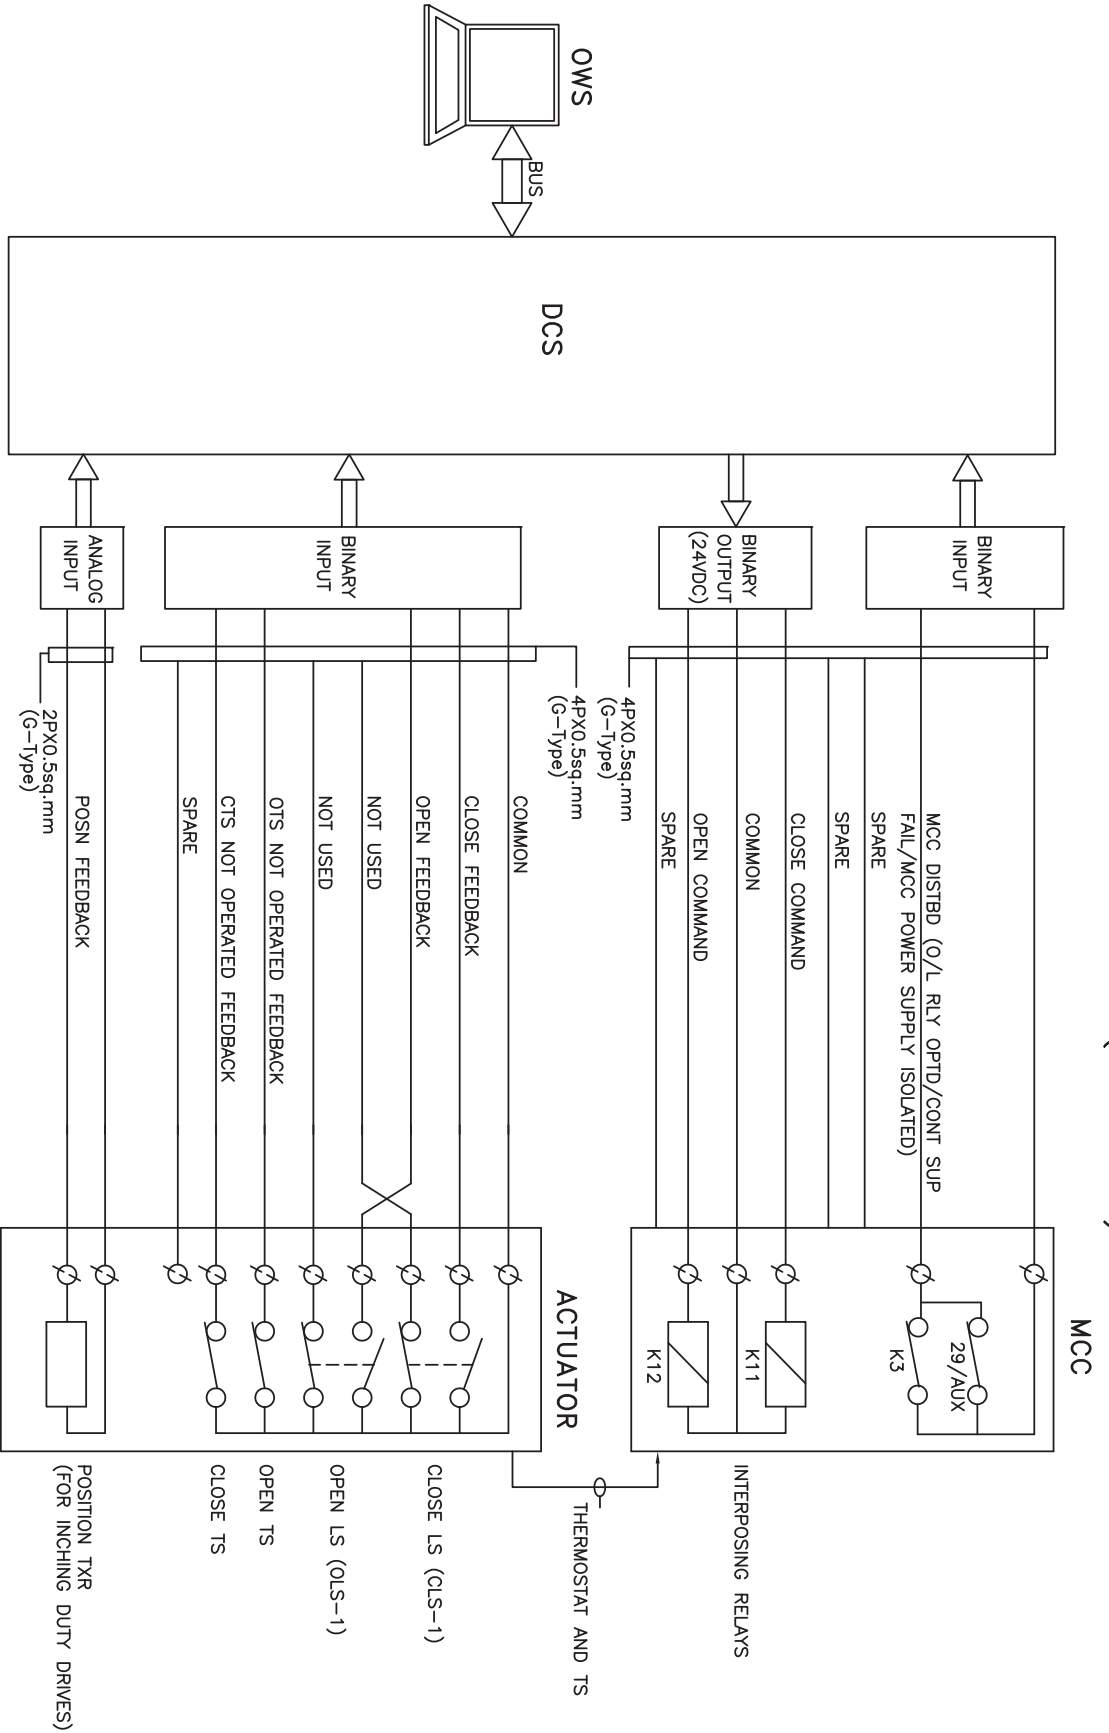 OWS
BUS
DCS
BINARY
INPUT
BINARY
OUTPUT
(24VDC)
BINARY
INPUT
ANALOG
INPUT
4PX0.5sq.mm
(G-Type)
4PX0.5sq.mm
(G-Type)
2PX0.5sq.mm
(G-Type)
MCC DISTBD (O/L RLY OPTD/CONT SUP
FAIL/MCC POWER SUPPLY ISOLATED)
SPARE
SPARE
CLOSE COMMAND
COMMON
OPEN COMMAND
SPARE
COMMON
CLOSE FEEDBACK
OPEN FEEDBACK
NOT USED
NOT USED
OTS NOT OPERATED FEEDBACK
CTS NOT OPERATED FEEDBACK
SPARE
POSN FEEDBACK
MCC
29/AUX
K3
K11
K12
ACTUATOR
INTERPOSING RELAYS
THERMOSTAT AND TS
CLOSE LS (CLS-1)
OPEN LS (OLS-1)
OPEN TS
CLOSE TS
POSITION TXR
(FOR INCHING DUTY DRIVES)